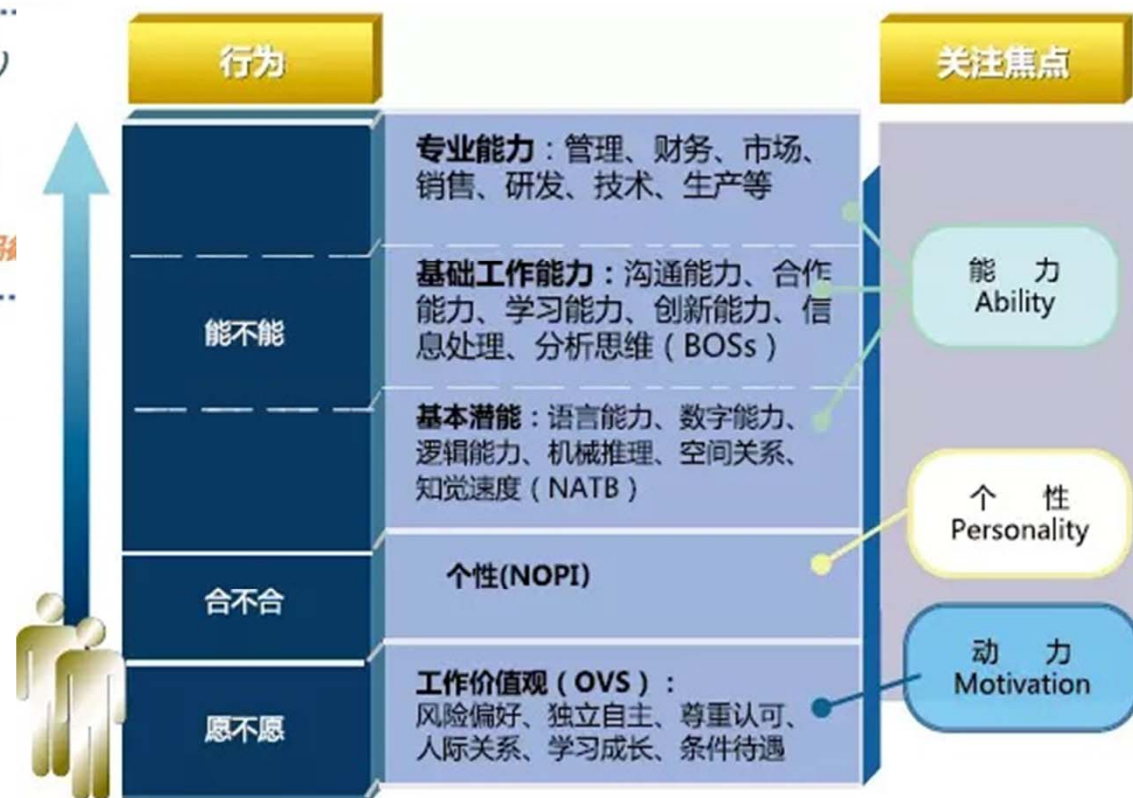 行为
关注焦点
专业能力：管理、财务、市场、
销售、研发、技术、生产等
能不能
基础工作能力：沟通能力、合作
能力、学习能力、创新能力、信
息处理、分析思维（BOSs）
基本潜能：语言能力、数字能力、
逻辑能力、机械推理、空间关系、
知觉速度（NATB）
能 力
Ability
合不合
个性(NOPI)
个 性
Personality
愿不愿
工作价值观（OVS）：
风险偏好、独立自主、尊重认可、
人际关系、学习成长、条件待遇
动 力
Motivation